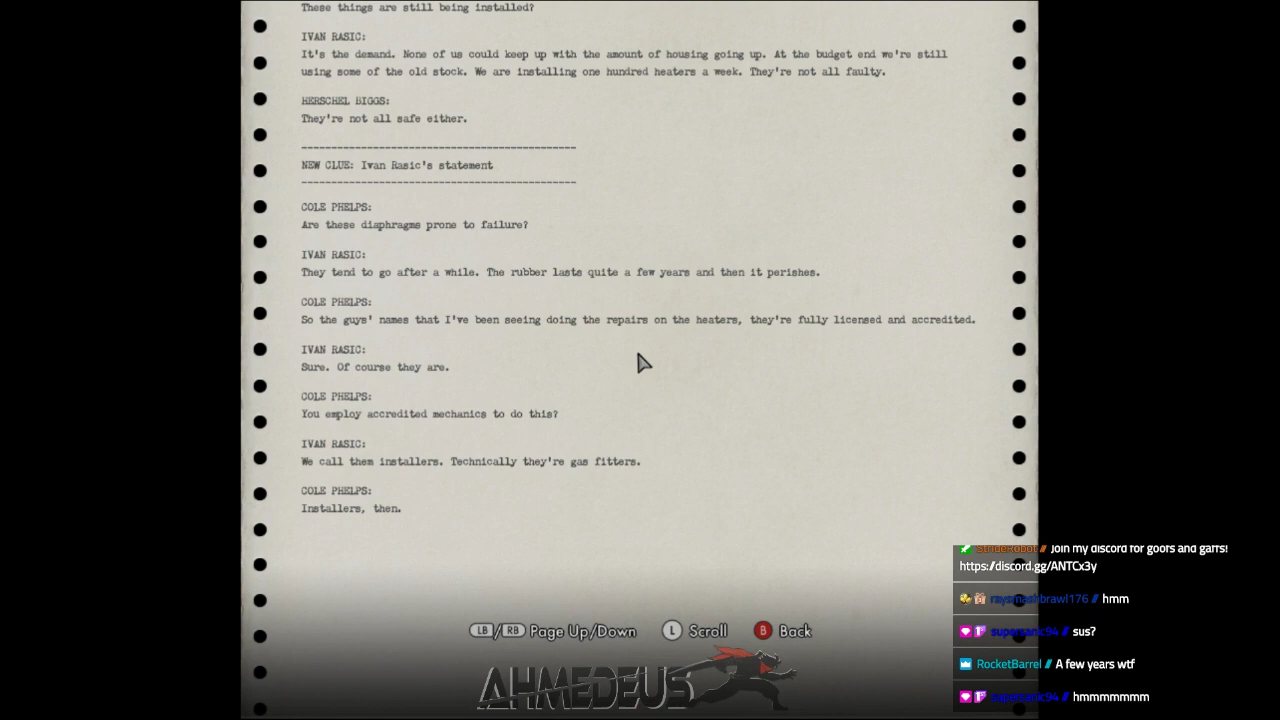 These things are still being installed?
IVAN RASIC:
It's the demand. None of us could keep up with the amount of housing going up. At the budget end we're still
using some of the old stock. We are installing one hundred heaters a week. They're not all faulty.
HERSCHEL BIGGS:
They're not all safe either.
----------------------------------------------
NEW CLUE: Ivan Rasic's statement
----------------------------------------------
COLE PHELPS:
Are these diaphragms prone to failure?
IVAN RASIC:
They tend to go after a while. The rubber lasts quite a few years and then it perishes.
COLE PHELPS:
So the guys' names that I've been seeing doing the repairs on the heaters, they're fully licensed and accredited.
IVAN RASIC:
Sure. Of course they are.
COLE PHELPS:
You employ accredited mechanics to do this?
IVAN RASIC:
We call them installers. Technically they're gas fitters.
COLE PHELPS:
Installers, then.
LB/RB Page Up/Down L Scroll B Back
AHMEDEUS
StrideRobot // Join my discord for goofs and gaffs!
https://discord.gg/ANTCx3y
raysmashbrawl176 // hmm
supersanic94 // sus?
RocketBarrel // A few years wtf
supersanic94 // hmmmmmmm